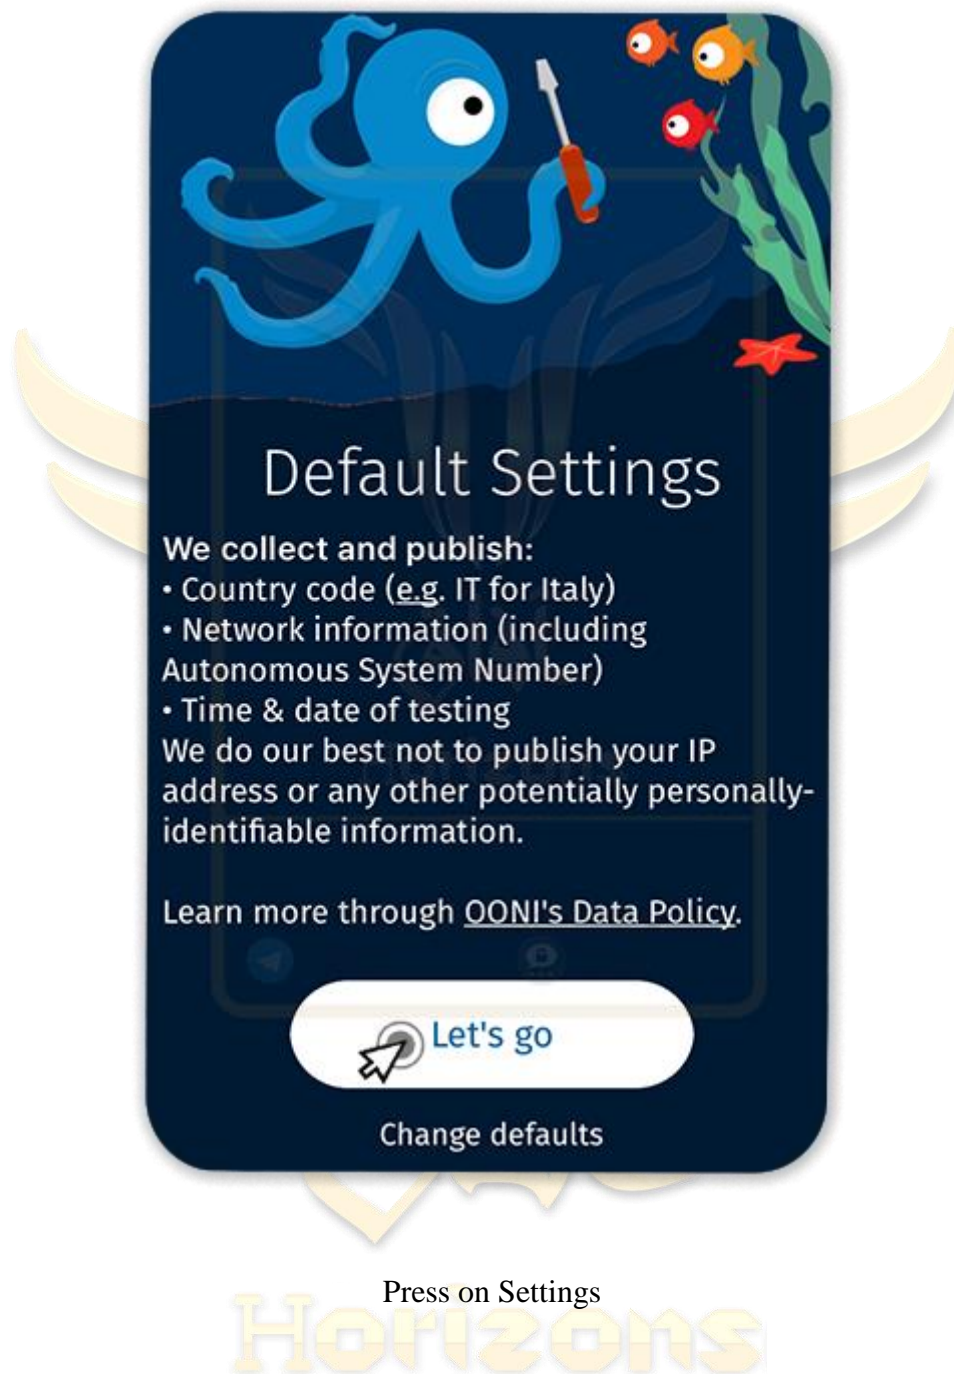 Default Settings
We collect and publish:
• Country code (e.g. IT for Italy)
• Network information (including
Autonomous System Number)
• Time & date of testing
We do our best not to publish your IP
address or any other potentially personally-
identifiable information.
Learn more through OONI's Data Policy.
Let's go
Change defaults
Press on Settings
Horizons